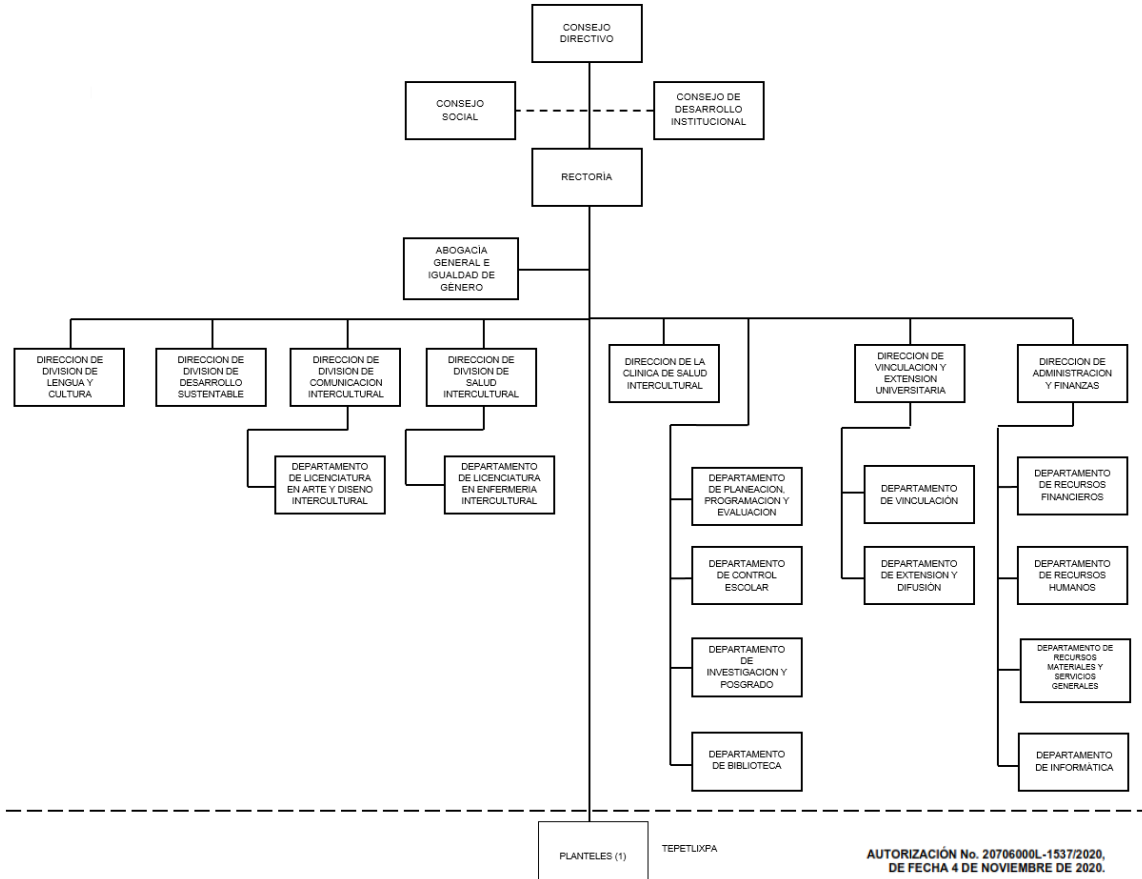 CONSEJO
DIRECTIVO
CONSEJO
SOCIAL
CONSEJO DE
DESARROLLO
INSTITUCIONAL
RECTORÍA
ABOGACÍA
GENERAL E
IGUALDAD DE
GÉNERO
DIRECCION DE
DIVISION DE
LENGUA Y
CULTURA
DIRECCION DE
DIVISION DE
DESARROLLO
SUSTENTABLE
DIRECCION DE
DIVISION DE
COMUNICACION
INTERCULTURAL
DIRECCION DE
DIVISION DE
SALUD
INTERCULTURAL
DIRECCION DE LA
CLINICA DE SALUD
INTERCULTURAL
DIRECCION DE
VINCULACION Y
EXTENSION
UNIVERSITARIA
DIRECCION DE
ADMINISTRACION
Y FINANZAS
DEPARTAMENTO
DE LICENCIATURA
EN ARTE Y DISENO
INTERCULTURAL
DEPARTAMENTO
DE LICENCIATURA
EN ENFERMERIA
INTERCULTURAL
DEPARTAMENTO
DE PLANEACION,
PROGRAMACION Y
EVALUACION
DEPARTAMENTO
DE VINCULACIÓN
DEPARTAMENTO
DE RECURSOS
FINANCIEROS
DEPARTAMENTO
DE CONTROL
ESCOLAR
DEPARTAMENTO
DE EXTENSION Y
DIFUSIÓN
DEPARTAMENTO
DE RECURSOS
HUMANOS
DEPARTAMENTO
DE
INVESTIGACION Y
POSGRADO
DEPARTAMENTO DE
RECURSOS
MATERIALES Y
SERVICIOS
GENERALES
DEPARTAMENTO
DE BIBLIOTECA
DEPARTAMENTO
DE INFORMÁTICA
PLANTELES (1)
TEPETLIXPA
AUTORIZACIÓN No. 20706000L-1537/2020,
DE FECHA 4 DE NOVIEMBRE DE 2020.